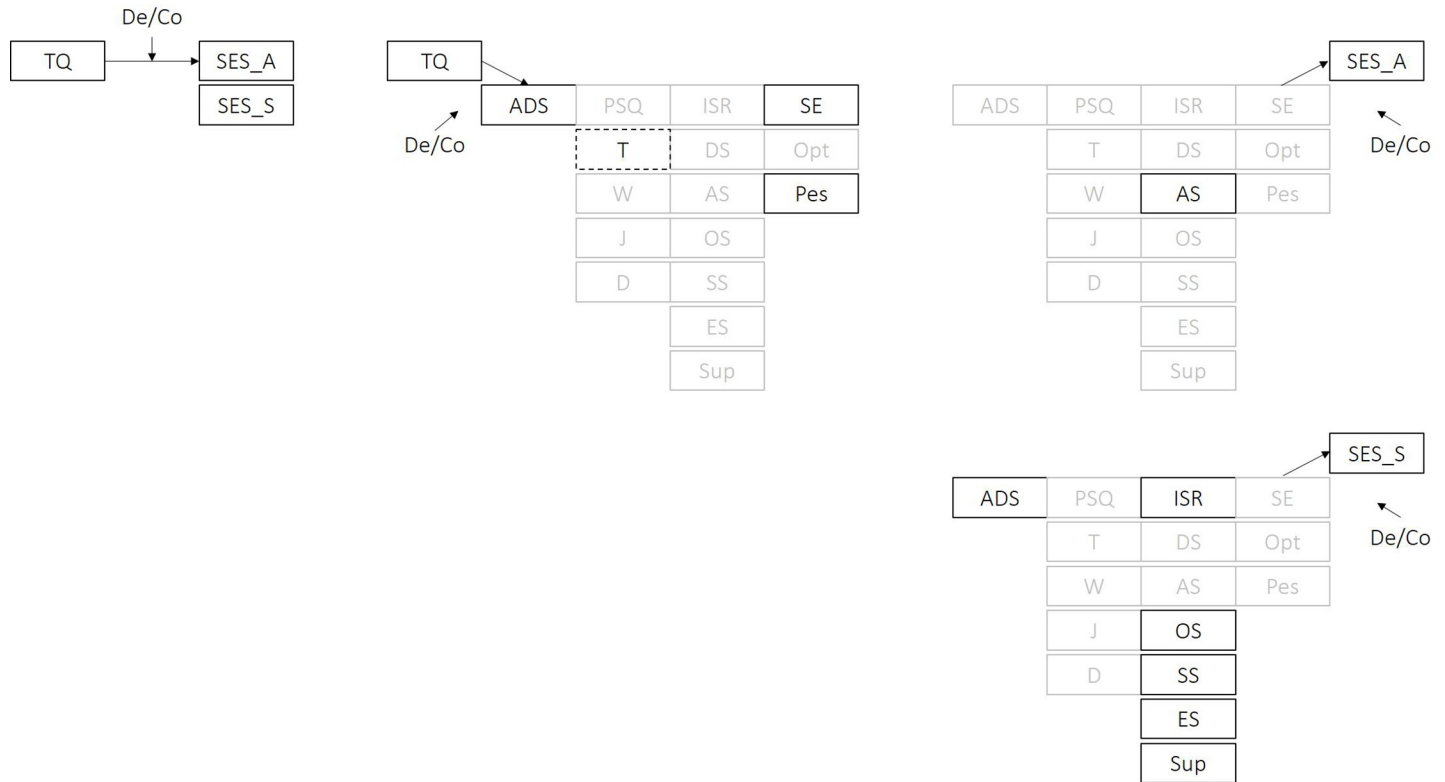 De/Co
TQ SES_A TQ SES_A
SES_S ADS PSQ ISR SE ADS PSQ ISR SE
De/Co T DS Opt T DS Opt De/Co
W AS Pes W AS Pes
J OS J OS
D SS D SS
ES ES
Sup Sup
SES_S
ADS PSQ ISR SE
T DS Opt De/Co
W AS Pes
J OS
D SS
ES
Sup